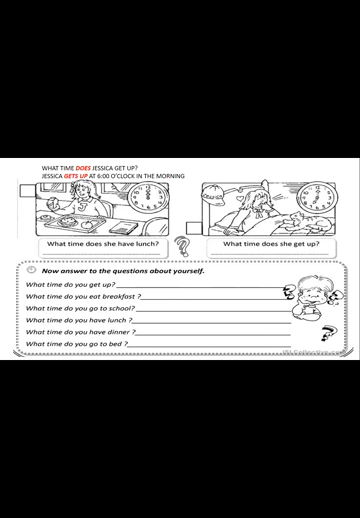 WHAT TIME DOES JESSICA GET UP?
JESSICA GETS UP AT 6:00 O'CLOCK IN THE MORNING
What time does she have lunch?
What time does she get up?
Now answer to the questions about yourself.
What time do you get up?
What time do you eat breakfast ?
What time do you go to school?
What time do you have lunch ?
What time do you have dinner ?
What time do you go to bed ?